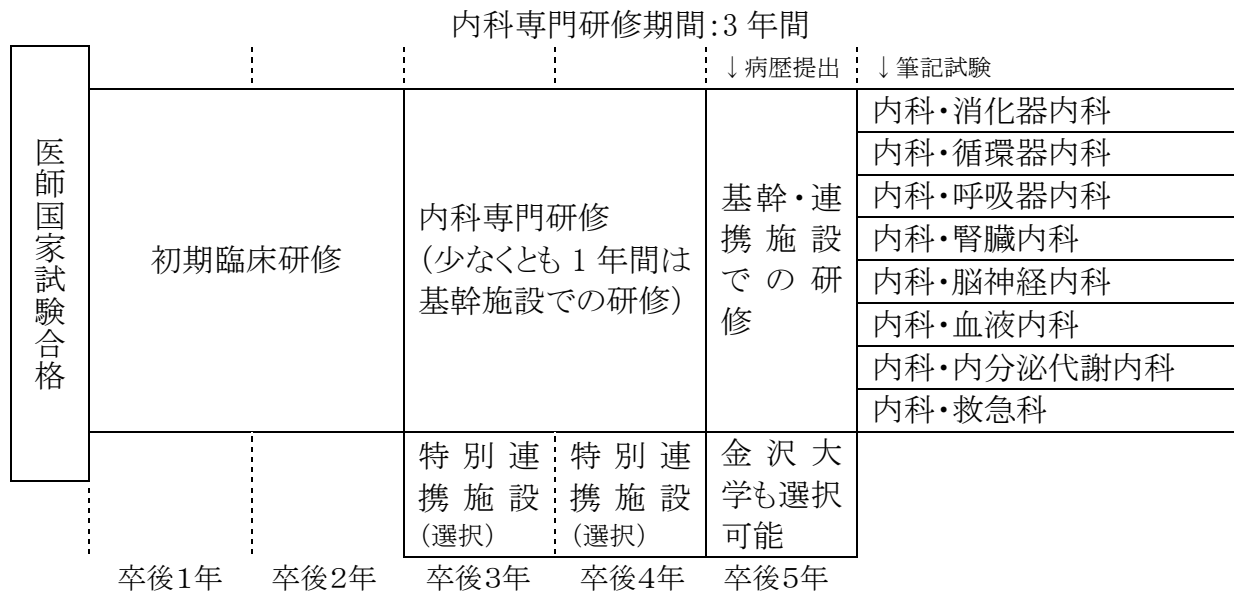 内科専門研修期間:3 年間
↓病歴提出
↓筆記試験
医師国家試験合格
初期臨床研修
内科専門研修
(少なくとも 1 年間は
基幹施設での研修)
基幹・連
携施設
での研
修
内科・消化器内科
内科・循環器内科
内科・呼吸器内科
内科・腎臓内科
内科・脳神経内科
内科・血液内科
内科・内分泌代謝内科
内科・救急科
特別連
携施設
(選択)
特別連
携施設
(選択)
金沢大
学も選択
可能
卒後1年
卒後2年
卒後3年
卒後4年
卒後5年